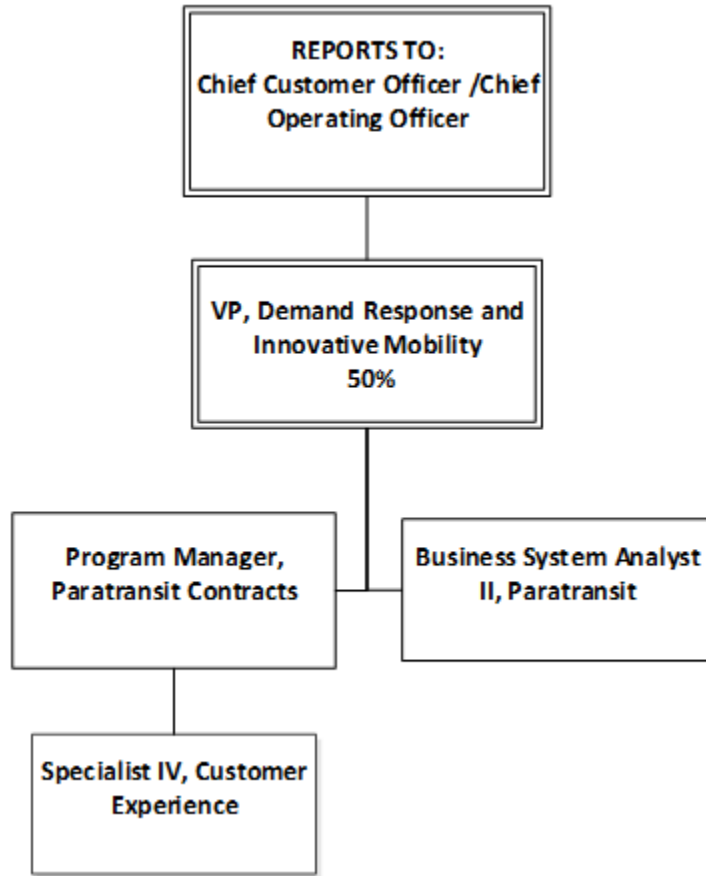 REPORTS TO:
Chief Customer Officer /Chief
Operating Officer
VP, Demand Response and
Innovative Mobility
50%
Program Manager,
Paratransit Contracts
Business System Analyst
II, Paratransit
Specialist IV, Customer
Experience